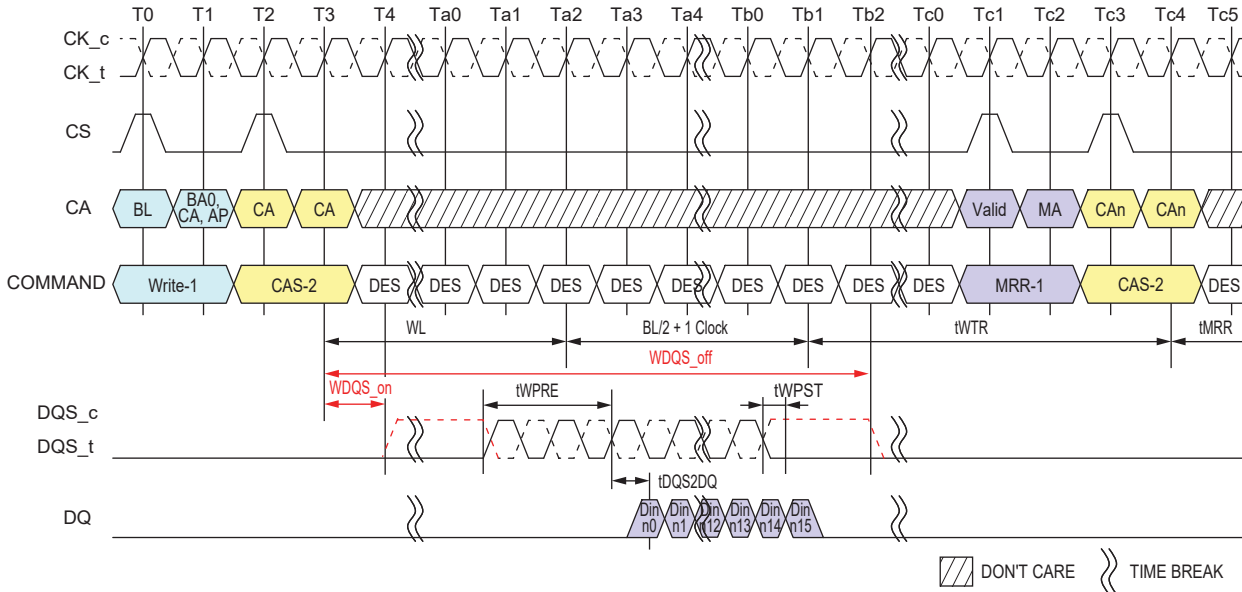 T0 T1 T2 T3 T4 Ta0 Ta1 Ta2 Ta3 Ta4 Tb0 Tb1 Tb2 Tc0 Tc1 Tc2 Tc3 Tc4 Tc5
CK_c
CK_t
CS
CA BL BA0, CA, AP CA CA Valid MA CAn CAn
COMMAND Write-1 CAS-2 DES DES DES DES DES DES DES DES DES DES MRR-1 CAS-2 DES
WL BL/2 + 1 Clock tWTR tMRR
WDQS_off
WDQS_on tWPRE tWPST
DQS_c
DQS_t
tDQS2DQ
DQ Din n0 Din n1 Din n12 Din n13 Din n14 Din n15
DON'T CARE TIME BREAK